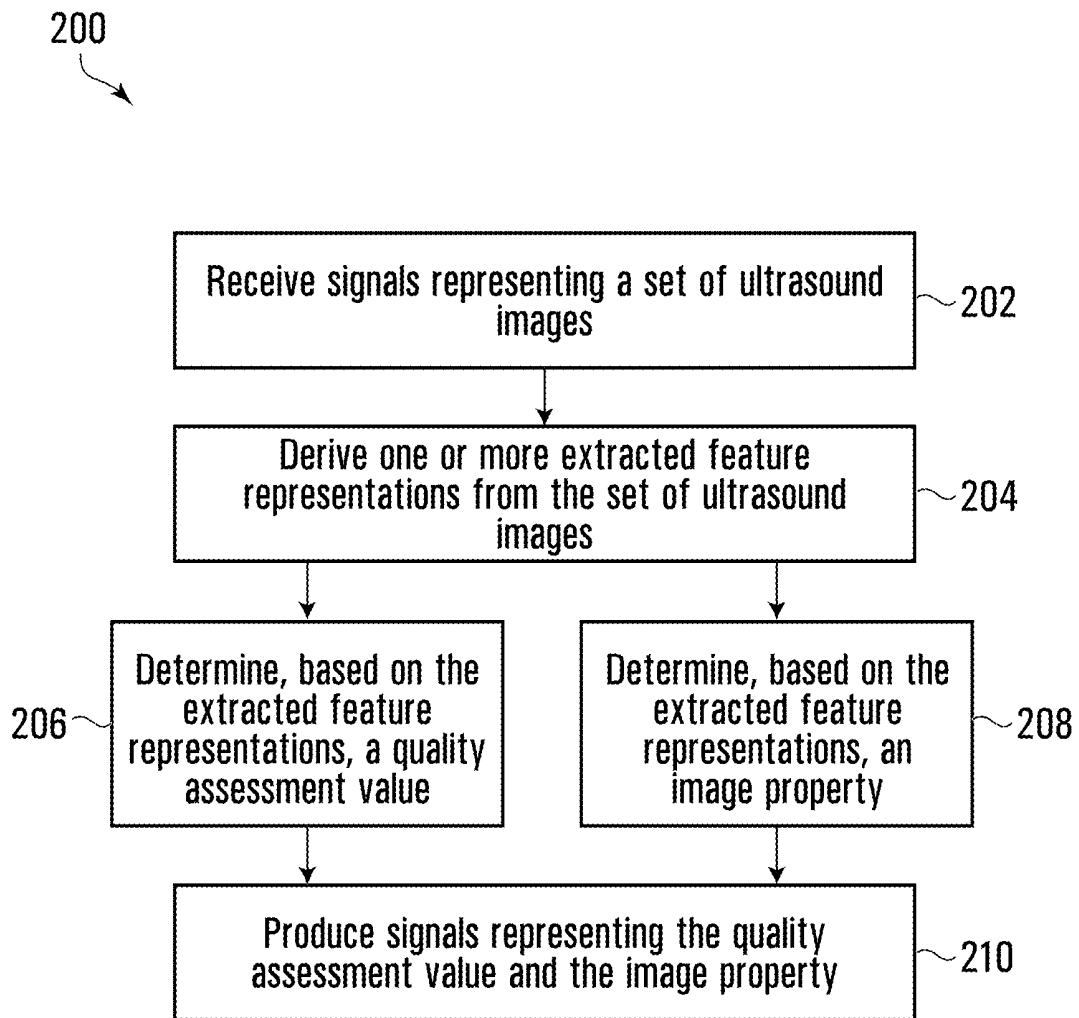 200
Receive signals representing a set of ultrasound
images
202
Derive one or more extracted feature
representations from the set of ultrasound
images
204
Determine, based on the
extracted feature
representations, a quality
assessment value
206
Determine, based on the
extracted feature
representations, an
image property
208
Produce signals representing the quality
assessment value and the image property
210